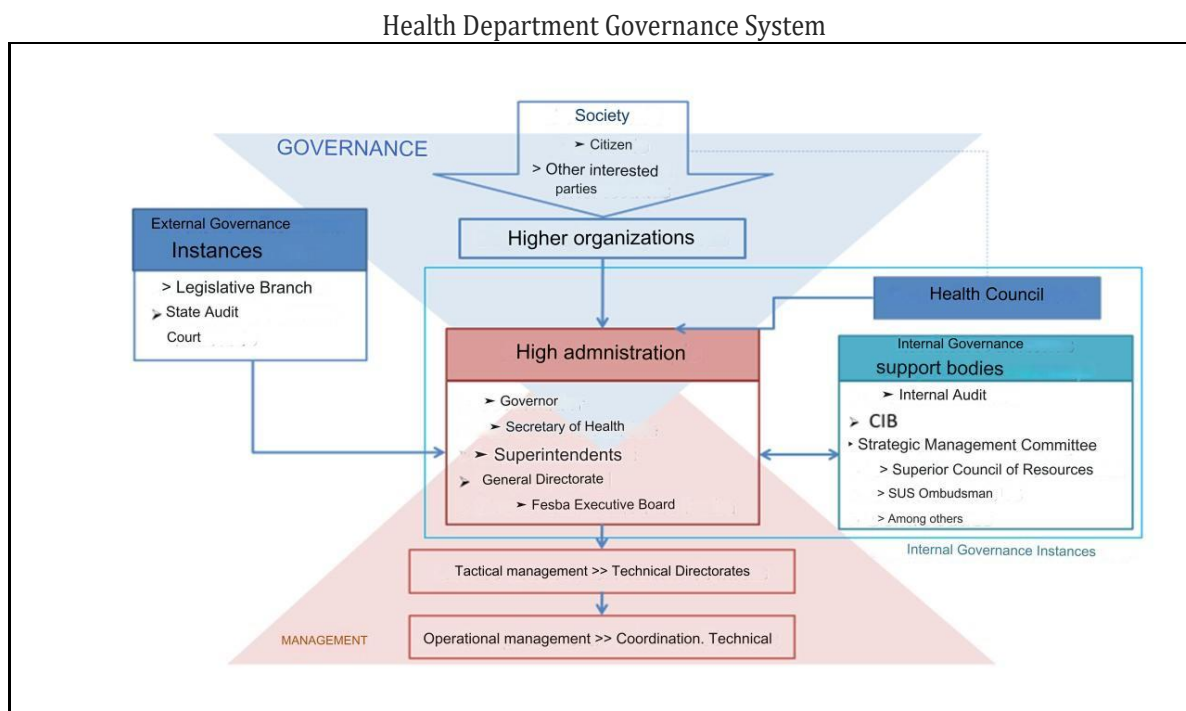 Health Department Governance System
Society
➢ Citizen
> Other interested
parties
GOVERNANCE
External Governance
Instances
> Legislative Branch
➢ State Audit
Court
Higher organizations
Health Council
High admnistration
➢ Governor
➢ Secretary of Health
➢ Superintendents
➢ General Directorate
➢ Fesba Executive Board
Internal Governance
support bodies
➢ Internal Audit
➢ CIB
‣ Strategic Management Committee
> Superior Council of Resources
> SUS Ombudsman
> Among others
Internal Governance Instances
Tactical management >> Technical Directorates
MANAGEMENT
Operational management >> Coordination. Technical